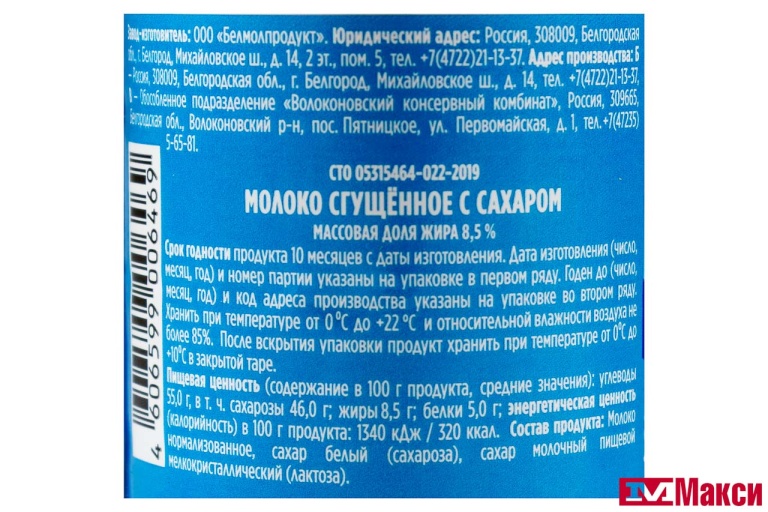 Завод-изготовитель: ООО «Белмолпродукт». Юридический адрес: Россия, 308009, Белгородская
обл., г. Белгород, Михайловское ш., д. 14, 2 эт., пом. 5, тел. +7(4722)21-13-37. Адрес производства: Б
– Россия, 308009, Белгородская обл., г. Белгород, Михайловское ш., д. 14, тел. +7(4722)21-13-37,
В – Обособленное подразделение «Волоконовский консервный комбинат», Россия, 309665,
Белгородская обл., Волоконовский р-н, пос. Пятницкое, ул. Первомайская, д. 1, тел.+7(47235)
5-65-81.
СТО 05315464-022-2019
МОЛОКО СГУЩЁННОЕ С САХАРОМ
МАССОВАЯ ДОЛЯ ЖИРА 8,5 %
Срок годности продукта 10 месяцев с даты изготовления. Дата изготовления (число,
месяц, год) и номер партии указаны на упаковке в первом ряду. Годен до (число,
месяц, год) и код адреса производства указаны на упаковке во втором ряду.
Хранить при температуре от 0 °С до +22 °С и относительной влажности воздуха не
более 85%. После вскрытия упаковки продукт хранить при температуре от 0°С до
+10°С в закрытой таре.
Пищевая ценность (содержание в 100 г продукта, средние значения): углеводы
55,0 г, в т. ч. сахарозы 46,0 г; жиры 8,5 г; белки 5,0 г; энергетическая ценность
(калорийность) в 100 г продукта: 1340 кДж / 320 ккал. Состав продукта: Молоко
нормализованное, сахар белый (сахароза), сахар молочный пищевой
мелкокристаллический (лактоза).
4 606599 006469
Макси